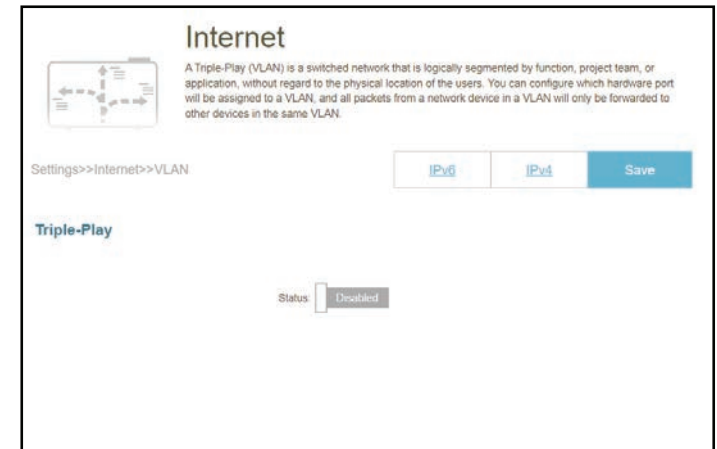 Internet
A Triple-Play (VLAN) is a switched network that is logically segmented by function, project team, or
application, without regard to the physical location of the users. You can configure which hardware port
will be assigned to a VLAN, and all packets from a network device in a VLAN will only be forwarded to
other devices in the same VLAN.
Settings>>Internet>>VLAN
IPv6
IPv4
Save
Triple-Play
Status: Disabled